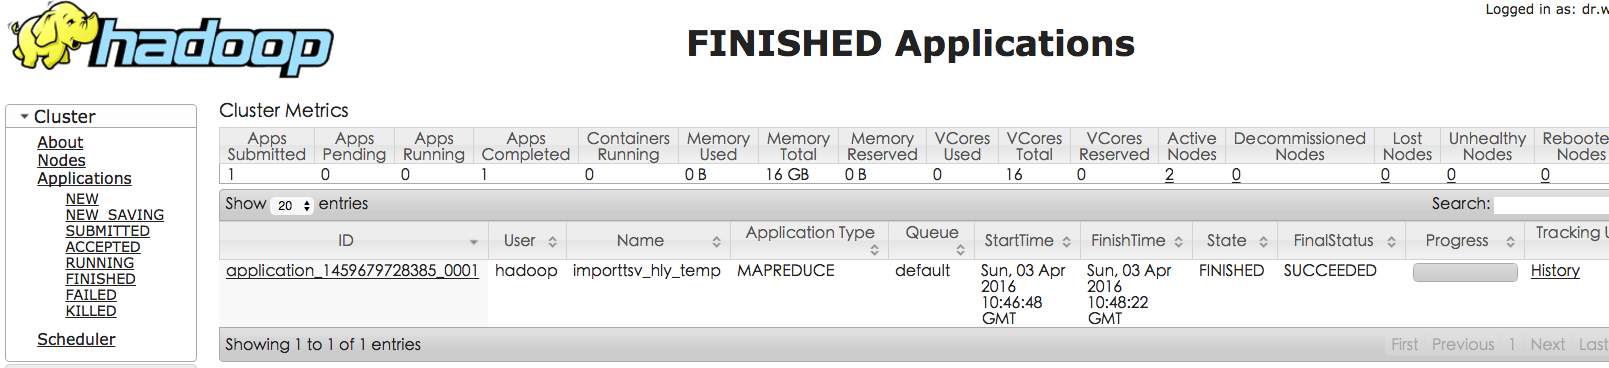 Logged in as: dr.w
hadoop
FINISHED Applications
Cluster
About
Nodes
Applications
NEW
NEW_SAVING
SUBMITTED
ACCEPTED
RUNNING
FINISHED
FAILED
KILLED
Scheduler
Cluster Metrics
Apps Submitted Apps Pending Apps Running Apps Completed Containers Running Memory Used Memory Total Memory Reserved VCores Used VCores Total VCores Reserved Active Nodes Decommissioned Nodes Lost Nodes Unhealthy Nodes Reboote Nodes
1 0 0 1 0 0 B 16 GB 0 B 0 16 0 2 0 0 0 0
Show 20 entries Search:
ID User Name Application Type Queue StartTime FinishTime State FinalStatus Progress Tracking U
application_1459679728385_0001 hadoop importtsv_hly_temp MAPREDUCE default Sun, 03 Apr 2016 10:46:48 GMT Sun, 03 Apr 2016 10:48:22 GMT FINISHED SUCCEEDED History
Showing 1 to 1 of 1 entries First Previous 1 Next Last